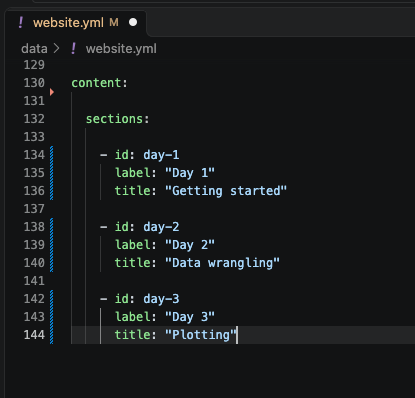 ! website.yml M
data > ! website.yml
129
130 content:
131
132   sections:
133
134     - id: day-1
135       label: "Day 1"
136       title: "Getting started"
137
138     - id: day-2
139       label: "Day 2"
140       title: "Data wrangling"
141
142     - id: day-3
143       label: "Day 3"
144       title: "Plotting"